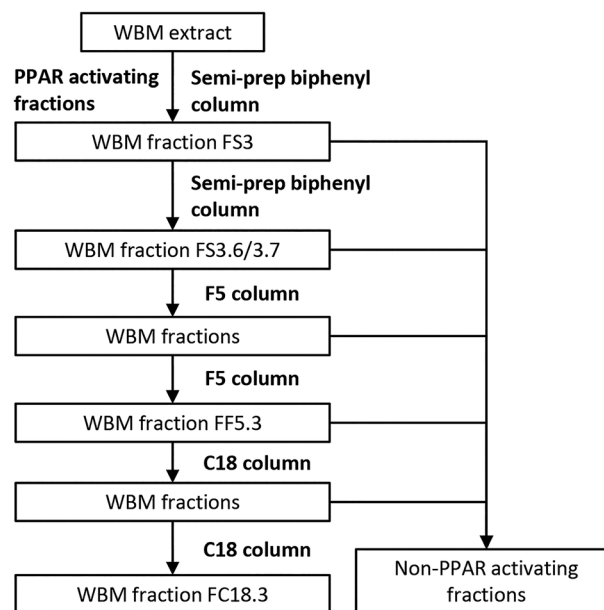 WBM extract
PPAR activating
fractions
Semi-prep biphenyl
column
WBM fraction FS3
Semi-prep biphenyl
column
WBM fraction FS3.6/3.7
F5 column
WBM fractions
F5 column
WBM fraction FF5.3
C18 column
WBM fractions
C18 column
WBM fraction FC18.3
Non-PPAR activating
fractions